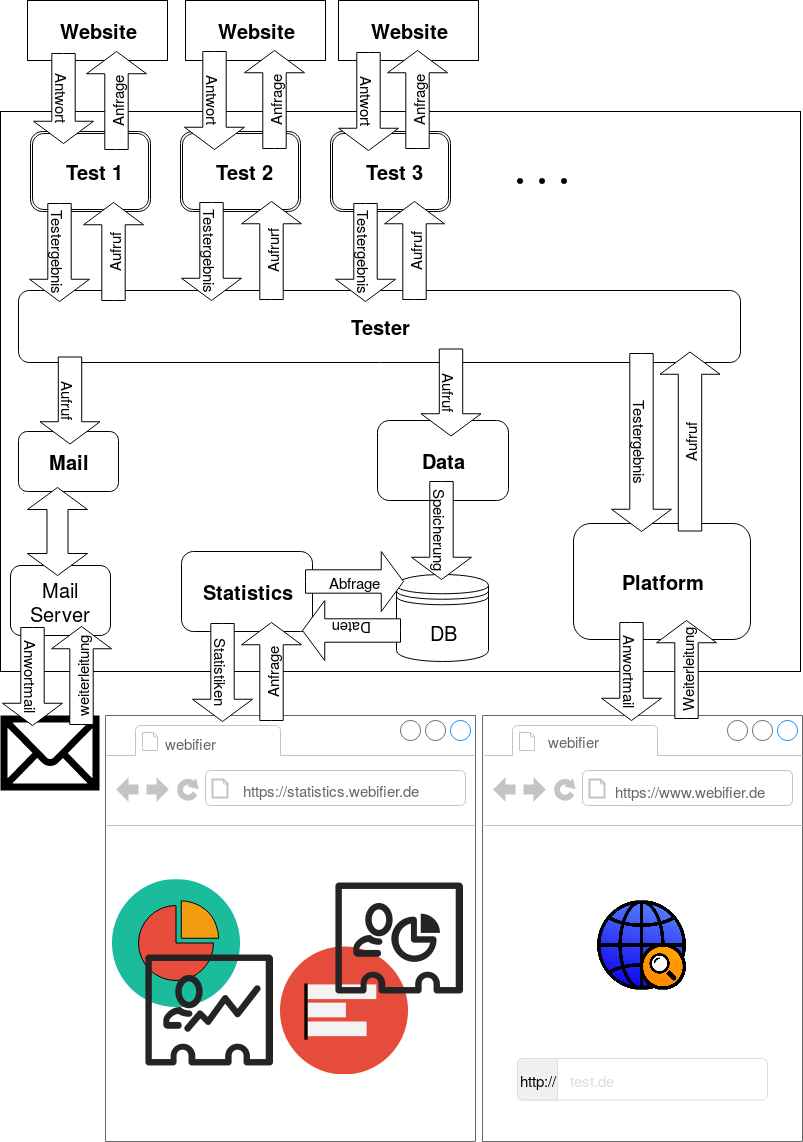 Website
Website
Website
Antwort
Anfrage
Antwort
Anfrage
Antwort
Anfrage
Test 1
Test 2
Test 3
. . .
Testergebnis
Aufruf
Testergebnis
Aufruf
Testergebnis
Aufruf
Tester
Aufruf
Aufruf
Testergebnis
Aufruf
Mail
Data
Speicherung
Mail
Server
Statistics
Abfrage
Daten
DB
Platform
Anwortmail
weiterleitung
Statistiken
Anfrage
Anwortmail
Weiterleitung
webifier
https://statistics.webifier.de
webifier
https://www.webifier.de
http://
test.de